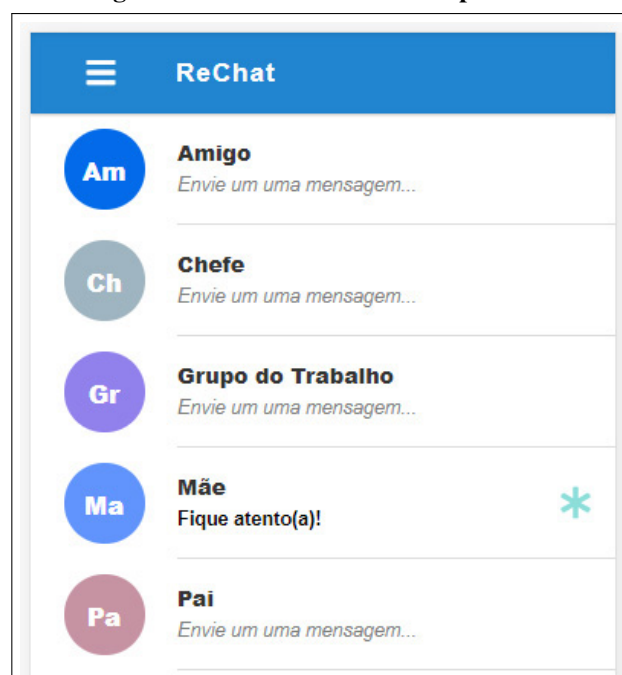 ReChat
Am
Amigo
Envie um uma mensagem...
Ch
Chefe
Envie um uma mensagem...
Gr
Grupo do Trabalho
Envie um uma mensagem...
Ma
Mãe
Fique atento(a)!
Pa
Pai
Envie um uma mensagem...